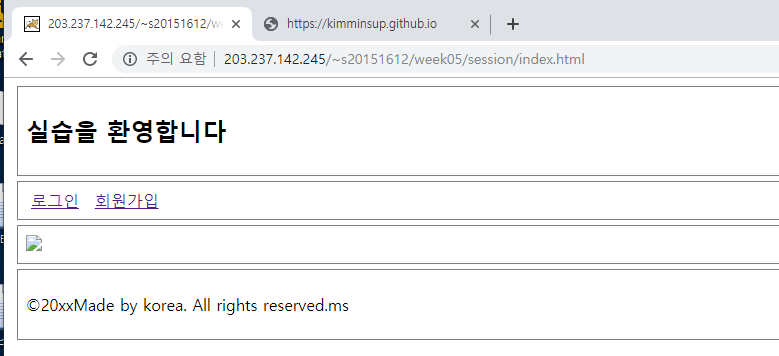 203.237.142.245/~s20151612/w
https://kimminsup.github.io
주의 요함 | 203.237.142.245/~s20151612/week05/session/index.html
실습을 환영합니다
로그인 회원가입
©20xxMade by korea. All rights reserved.ms